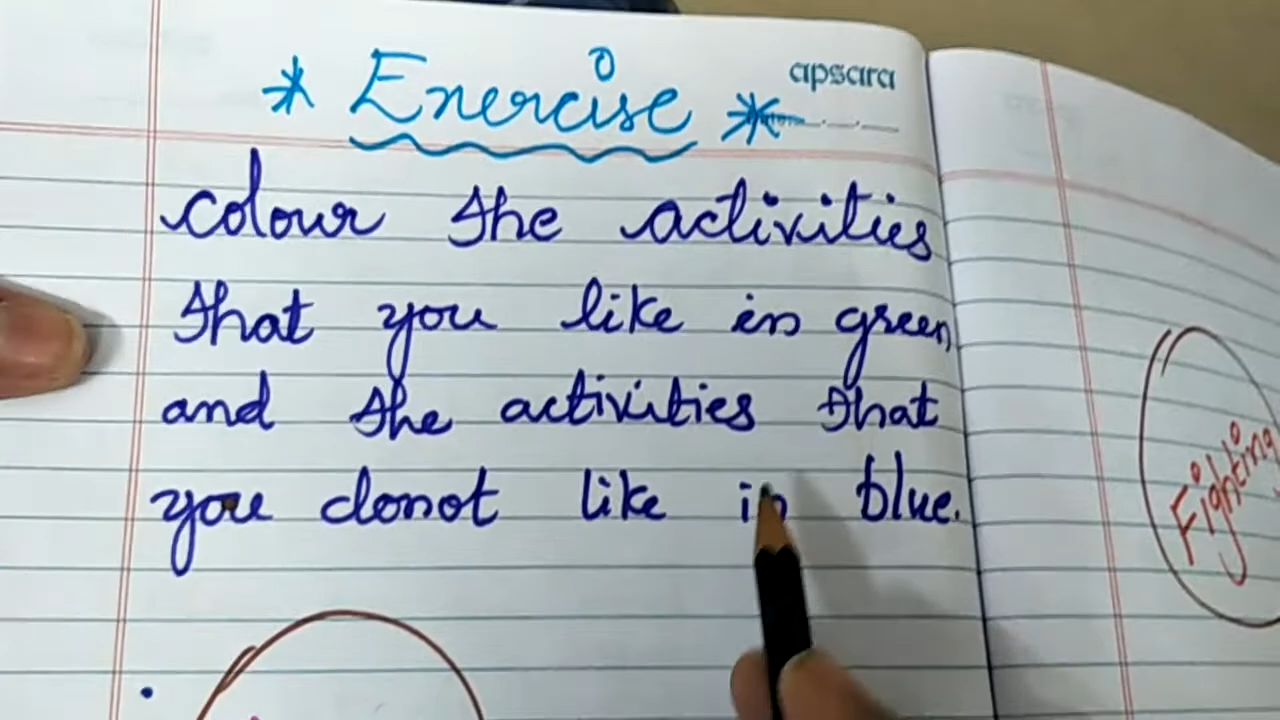 * Exercise *
apsara
colour the activities
that you like in green
and the activities that
you donot like in blue.
Fighting